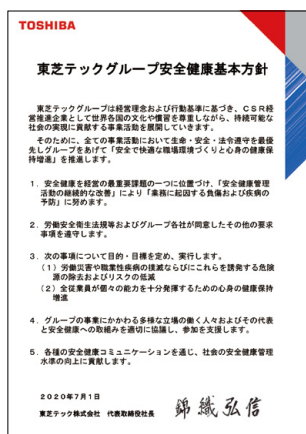 TOSHIBA
東芝テックグループ安全健康基本方針
東芝テックグループは経営理念および行動基準に基づき、ＣＳＲ経
営推進企業として世界各国の文化や慣習を尊重しながら、持続可能な
社会の実現に貢献する事業活動を展開していきます。
そのために、全ての事業活動において生命・安全・法令遵守を最優
先しグループをあげて「安全で快適な職場環境づくりと心身の健康保
持増進」を推進します。
１．安全健康を経営の最重要課題の一つに位置づけ、「安全健康管理
活動の継続的な改善」により「業務に起因する負傷および疾病の
予防」に努めます。
２．労働安全衛生法規等およびグループ各社が同意したその他の要求
事項を遵守します。
３．次の事項について目的・目標を定め、実行します。
（１）労働災害や職業性疾病の撲滅ならびにこれらを誘発する危険
源の除去およびリスクの低減
（２）全従業員が個々の能力を十分発揮するための心身の健康保持
増進
４．グループの事業にかかわる多様な立場の働く人々およびその代表
と安全健康への取組みを適切に協議し、参加を支援します。
５．各種の安全健康コミュニケーションを通じ、社会の安全健康管理
水準の向上に貢献します。
２０２０年７月１日
東芝テック株式会社 代表取締役社長 錦織弘信